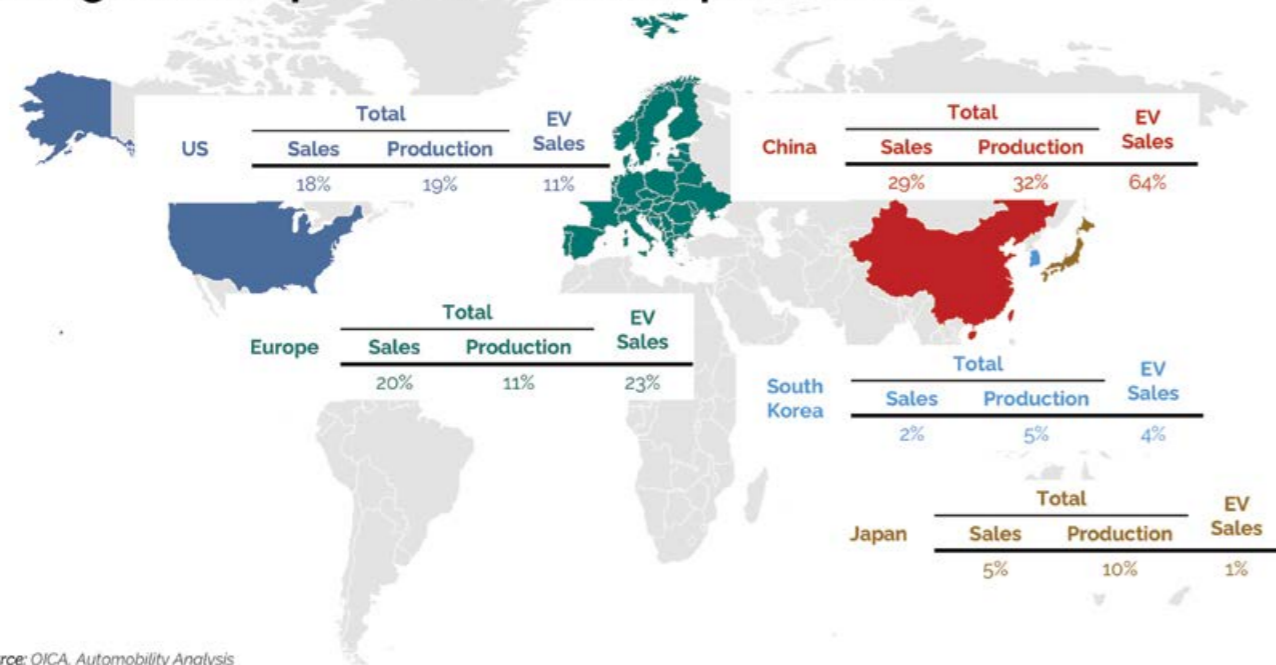 Total
EV
Sales
US
Sales Production
18% 19% 11%
Total
EV
Sales
China
Sales Production
29% 32% 64%
Total
EV
Sales
Europe
Sales Production
20% 11% 23%
Total
EV
Sales
South
Korea
Sales Production
2% 5% 4%
Total
EV
Sales
Japan
Sales Production
5% 10% 1%
rce: OICA, Automobility Analysis